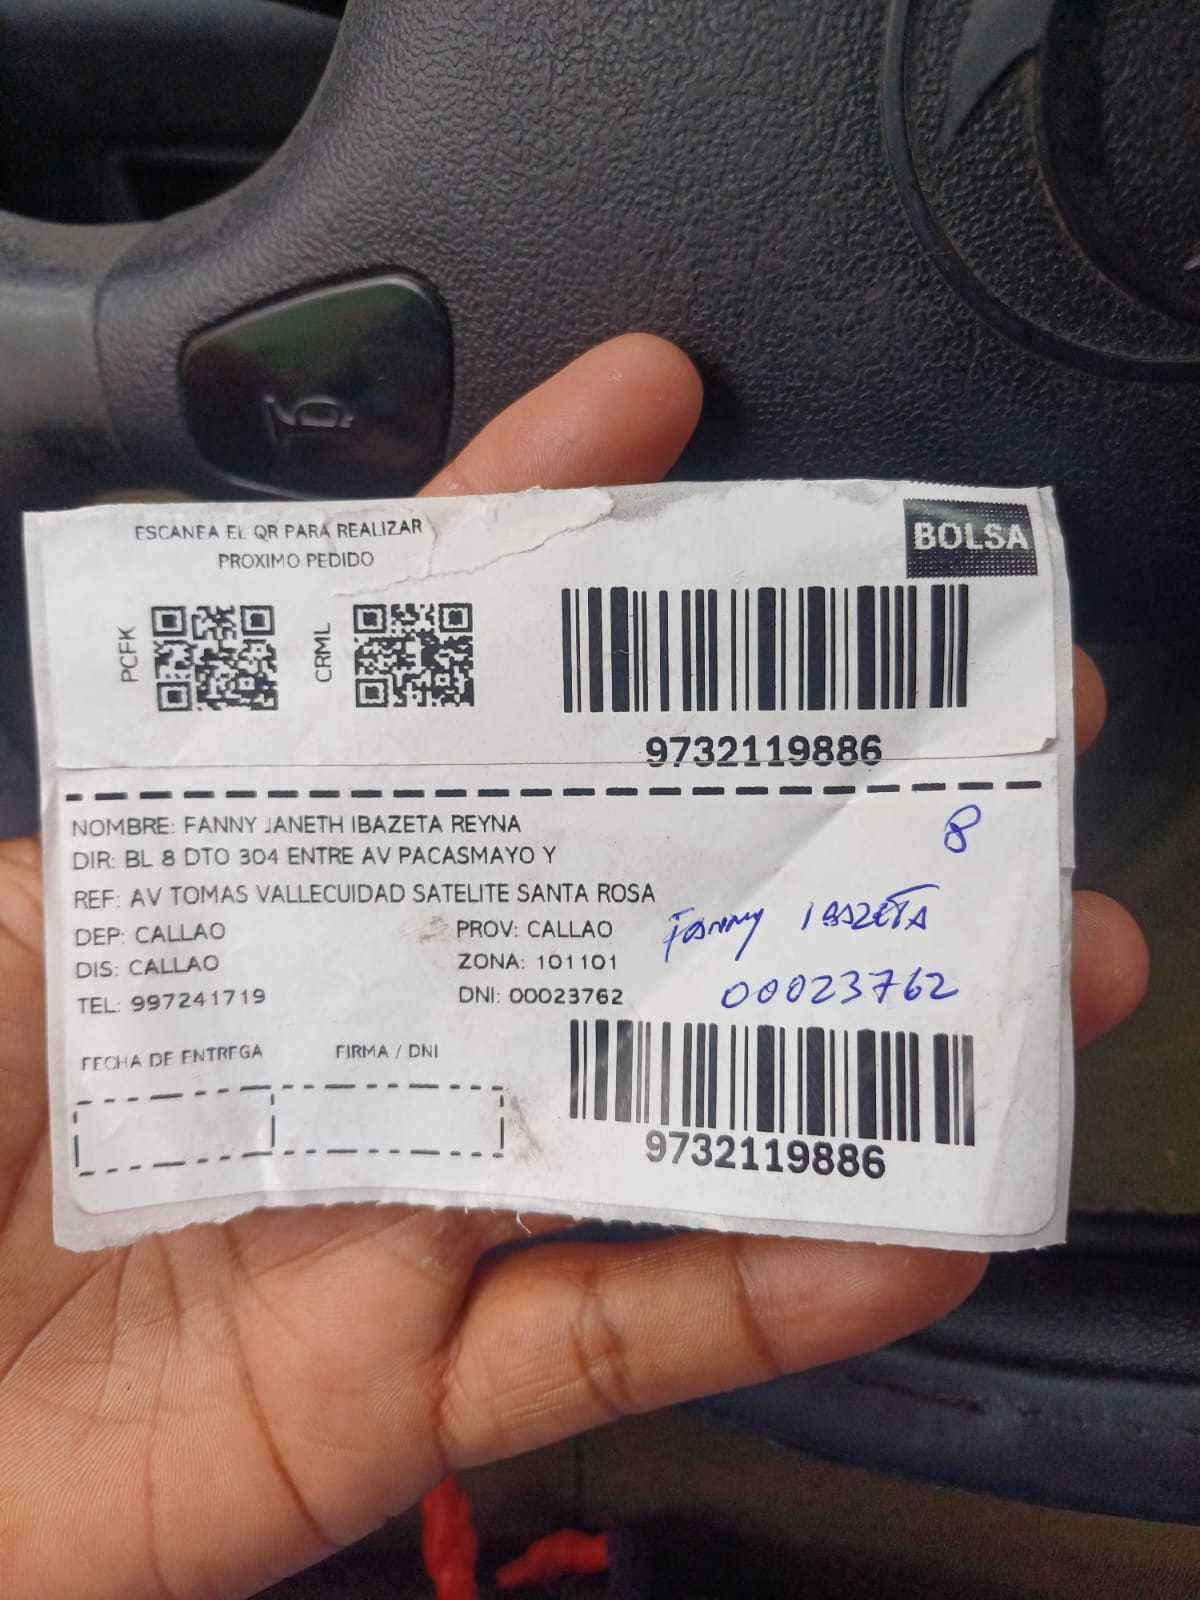 ESCANEA EL QR PARA REALIZAR
PROXIMO PEDIDO
BOLSA
PCFK
CRML
9732119886
NOMBRE: FANNY JANETH IBAZETA REYNA
8
DIR: BL 8 DTO 304 ENTRE AV PACASMAYO Y
REF: AV TOMAS VALLECUIDAD SATELITE SANTA ROSA
FANNY IBAZETA
DEP: CALLAO PROV: CALLAO
DIS: CALLAO ZONA: 101101
TEL: 997241719 DNI: 00023762
00023762
FECHA DE ENTREGA FIRMA / DNI
9732119886